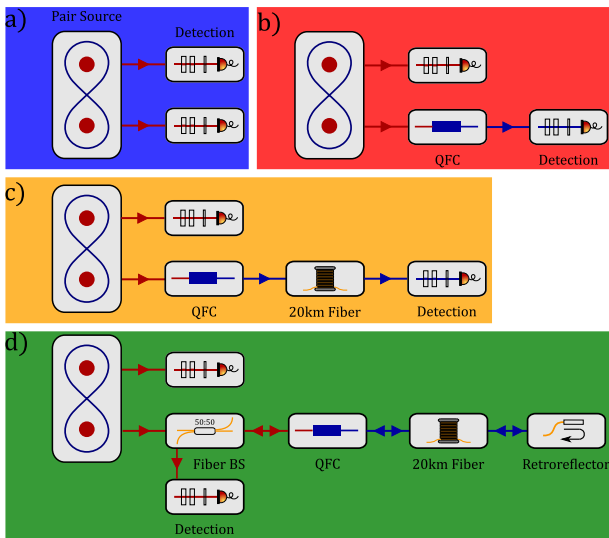 a)
Pair Source
Detection
b)
QFC
Detection
c)
QFC
20km Fiber
Detection
d)
50:50
Fiber BS
QFC
20km Fiber
Retroreflector
Detection